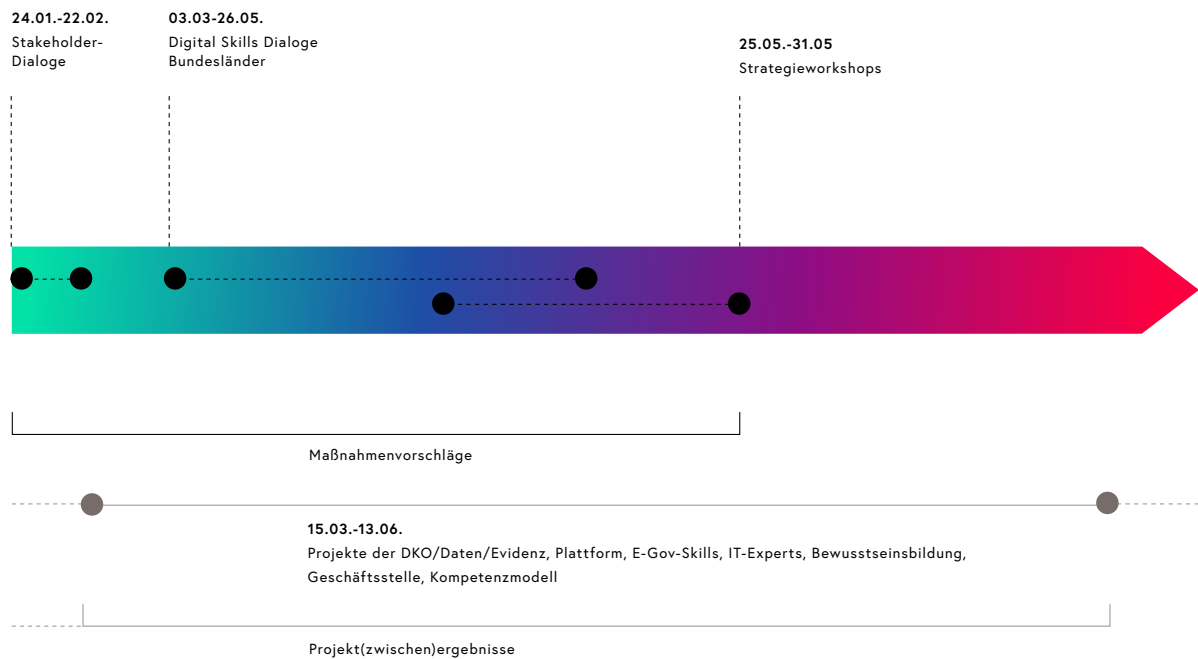 24.01.-22.02.
Stakeholder-
Dialoge
03.03-26.05.
Digital Skills Dialoge
Bundesländer
25.05.-31.05
Strategieworkshops
Maßnahmenvorschläge
15.03.-13.06.
Projekte der DKO/Daten/Evidenz, Plattform, E-Gov-Skills, IT-Experts, Bewusstseinsbildung,
Geschäftsstelle, Kompetenzmodell
Projekt(zwischen)ergebnisse